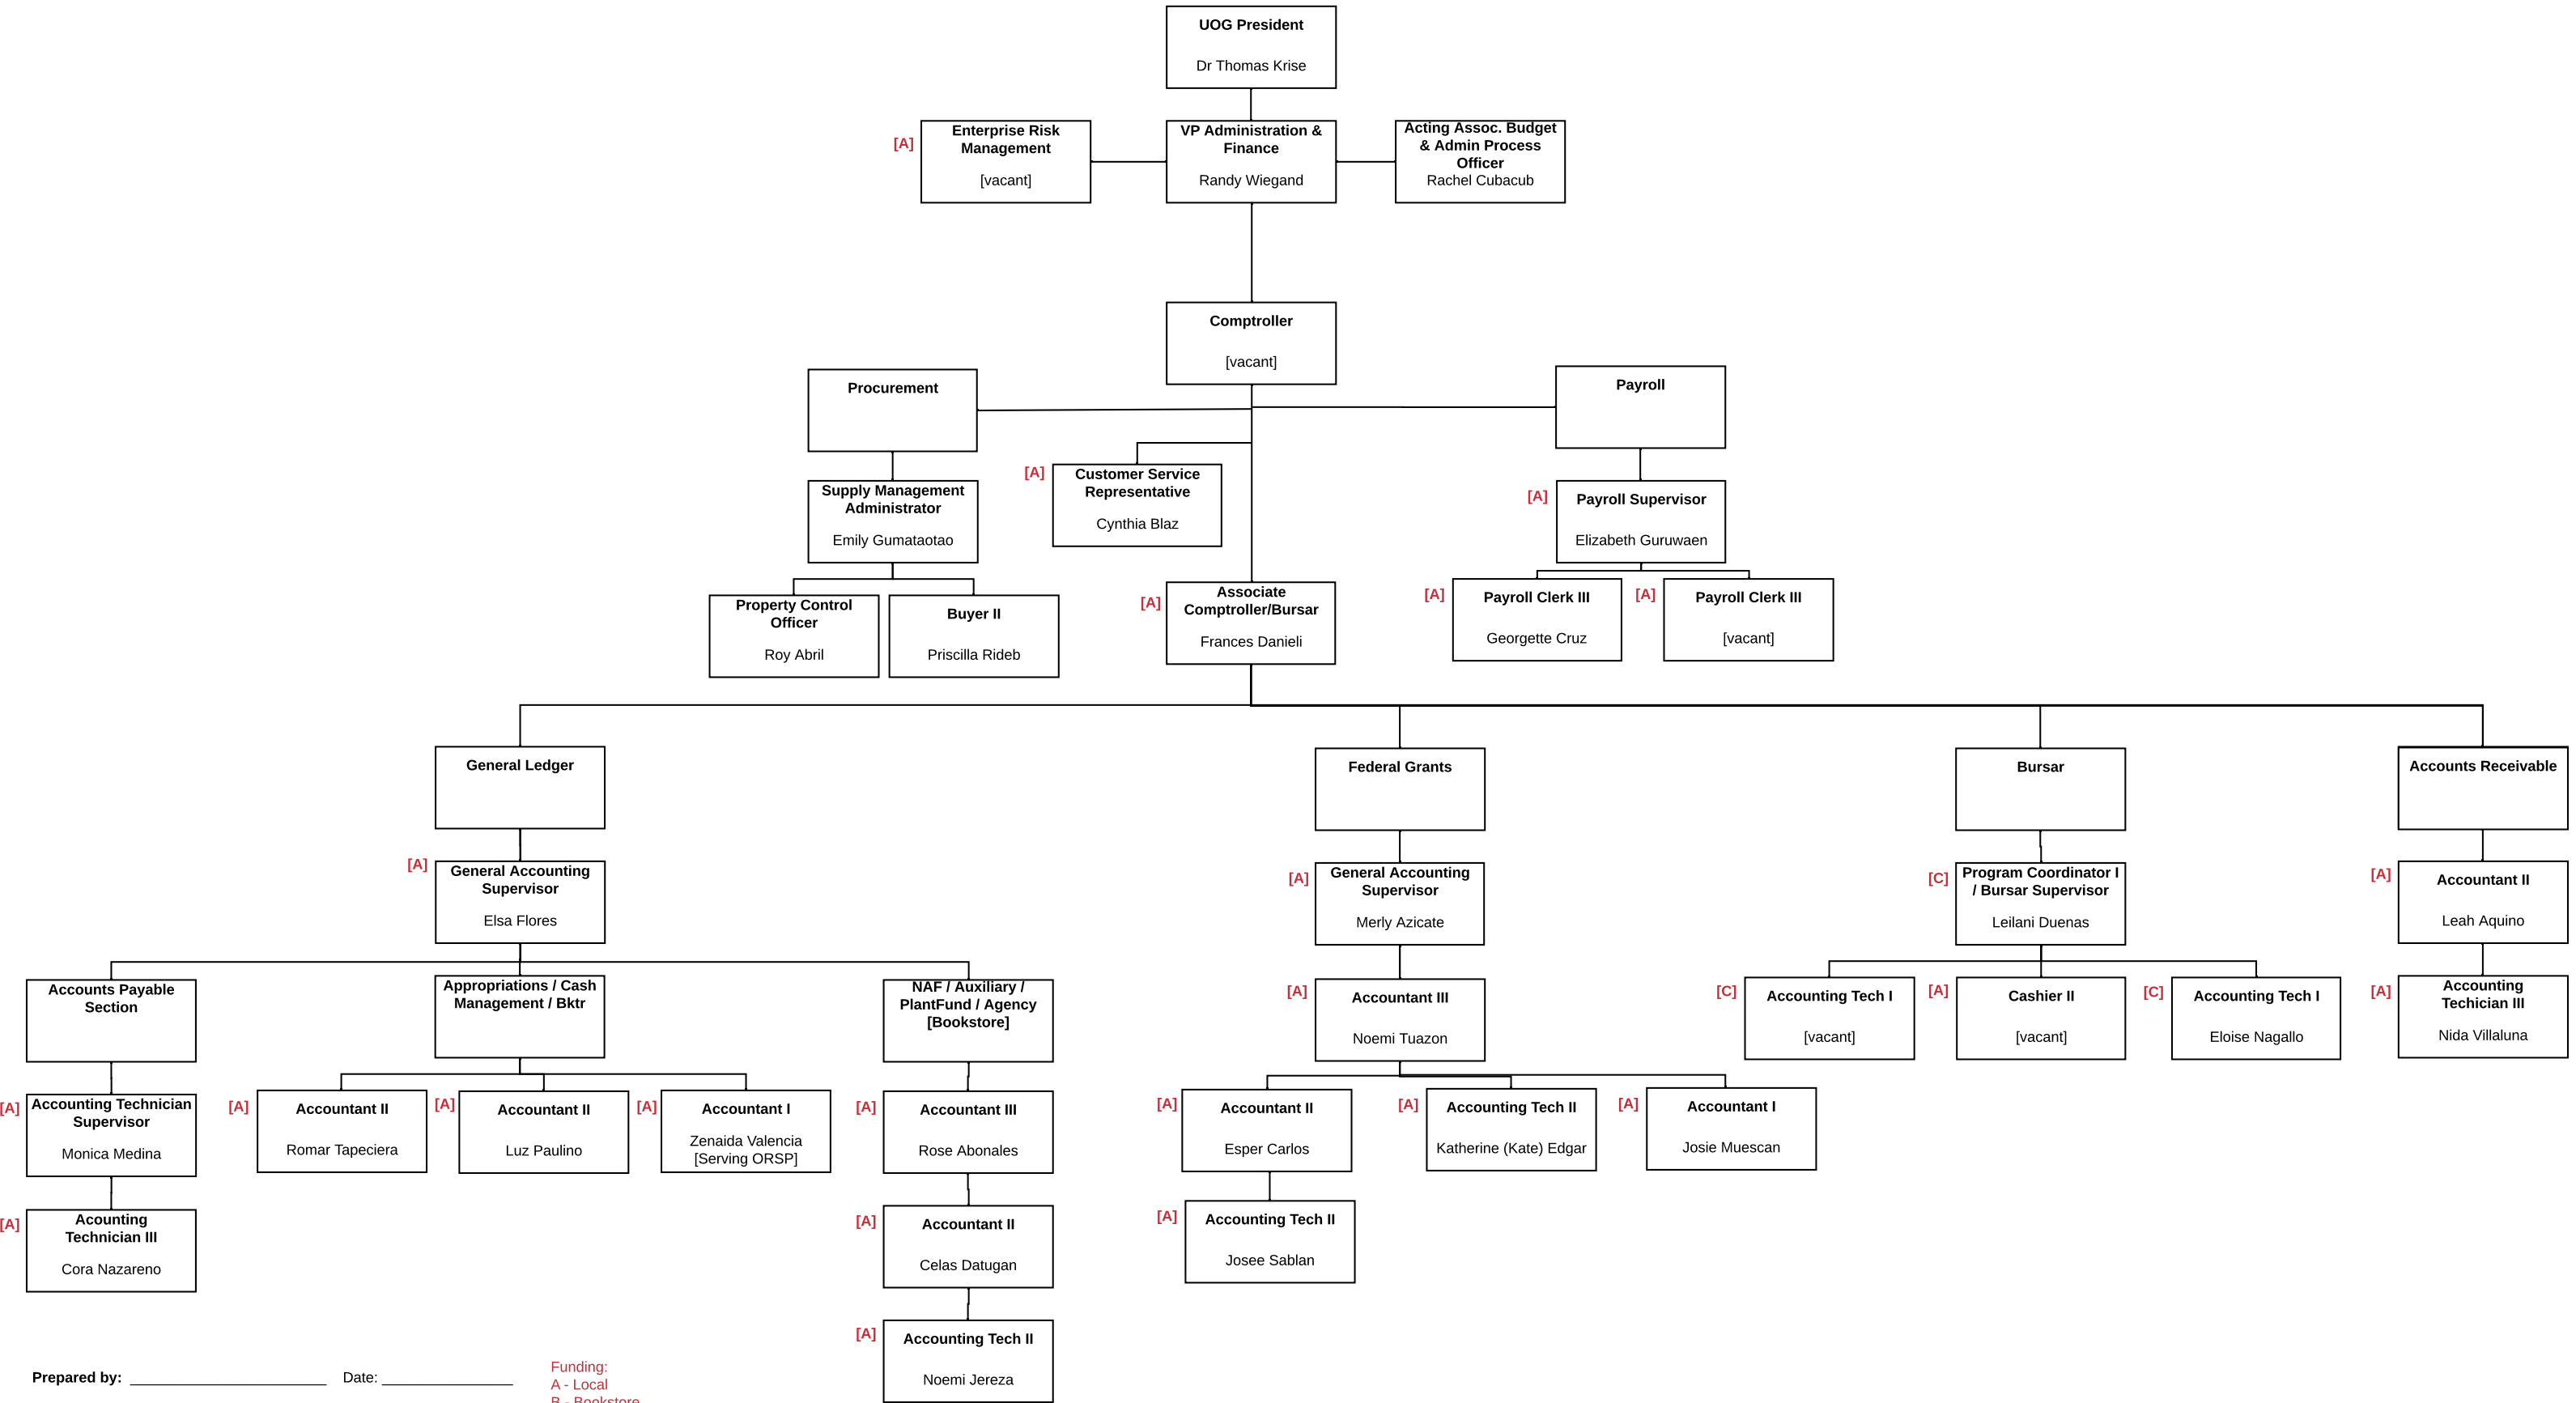 UOG President
Dr Thomas Krise
[A]
Enterprise Risk
Management
[vacant]
VP Administration &
Finance
Randy Wiegand
Acting Assoc. Budget
& Admin Process
Officer
Rachel Cubacub
Comptroller
[vacant]
Procurement
Payroll
Supply Management
Administrator
Emily Gumataotao
[A]
Customer Service
Representative
Cynthia Blaz
[A]
Payroll Supervisor
Elizabeth Guruwaen
Property Control
Officer
Roy Abril
Buyer II
Priscilla Rideb
[A]
Associate
Comptroller/Bursar
Frances Danieli
[A]
Payroll Clerk III
Georgette Cruz
[A]
Payroll Clerk III
[vacant]
General Ledger
Federal Grants
Bursar
Accounts Receivable
[A]
General Accounting
Supervisor
Elsa Flores
[A]
General Accounting
Supervisor
Merly Azicate
[C]
Program Coordinator I
/ Bursar Supervisor
Leilani Duenas
[A]
Accountant II
Leah Aquino
Accounts Payable
Section
Appropriations / Cash
Management / Bktr
NAF / Auxiliary /
PlantFund / Agency
[Bookstore]
[A]
Accountant III
Noemi Tuazon
[C]
Accounting Tech I
[vacant]
[A]
Cashier II
[vacant]
[C]
Accounting Tech I
Eloise Nagallo
[A]
Accounting
Techician III
Nida Villaluna
[A]
Accounting Technician
Supervisor
Monica Medina
[A]
Accountant II
Romar Tapeciera
[A]
Accountant II
Luz Paulino
[A]
Accountant I
Zenaida Valencia
[Serving ORSP]
[A]
Accountant III
Rose Abonales
[A]
Accountant II
Esper Carlos
[A]
Accounting Tech II
Katherine (Kate) Edgar
[A]
Accountant I
Josie Muescan
[A]
Acounting
Technician III
Cora Nazareno
[A]
Accountant II
Celas Datugan
[A]
Accounting Tech II
Josee Sablan
[A]
Accounting Tech II
Noemi Jereza
Prepared by: ________________________ Date: ________________
Funding:
A - Local
B - Bookstore